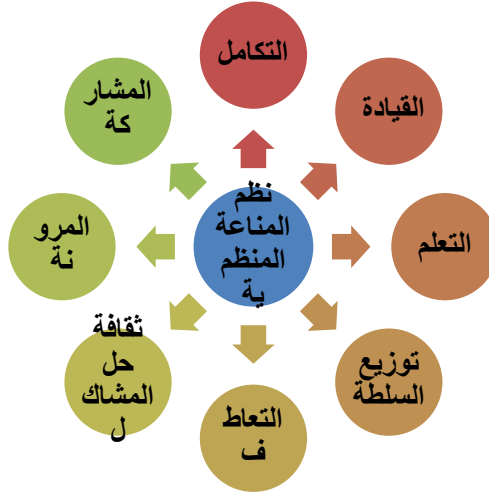 التكامل
القيادة
التعلم
توزيع
السلطة
التعاط
ف
ثقافة
حل
المشاك
ل
المرو
نة
المشار
كة
نظم
المناعة
المنظم
ية